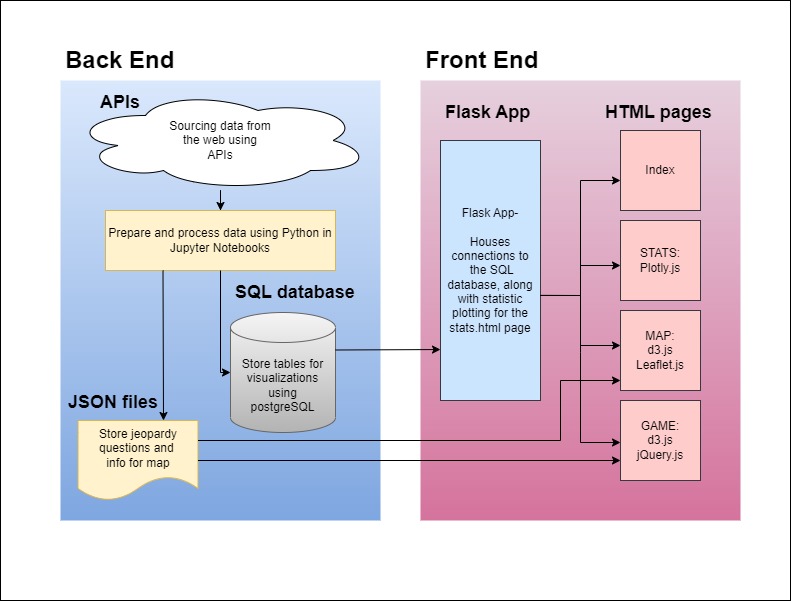 Back End
Front End
APIs
Sourcing data from
the web using
APIs
Prepare and process data using Python in
Jupyter Notebooks
SQL database
Store tables for
visualizations
using
postgreSQL
JSON files
Store jeopardy
questions and
info for map
Flask App
Flask App-
Houses
connections to
the SQL
database, along
with statistic
plotting for the
stats.html page
HTML pages
Index
STATS:
Plotly.js
MAP:
d3.js
Leaflet.js
GAME:
d3.js
jQuery.js